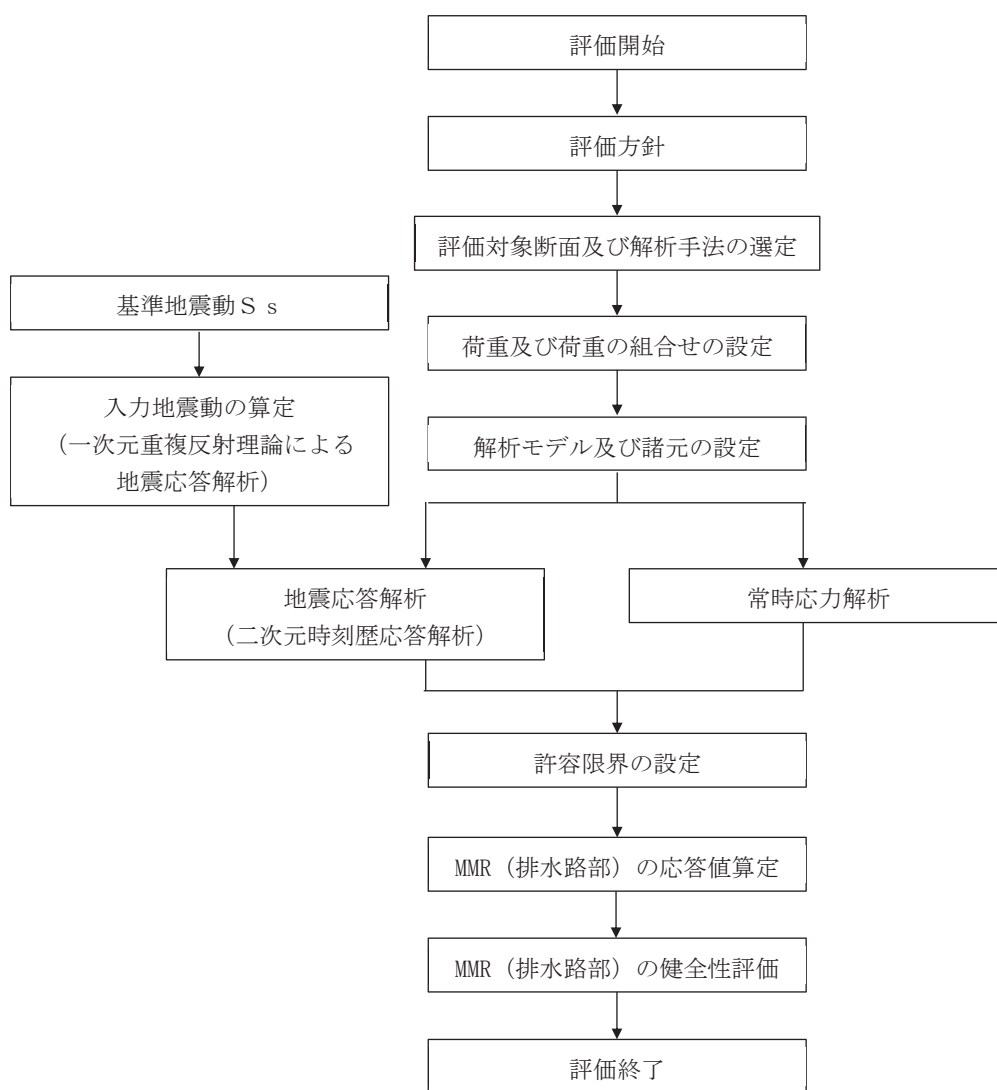 評価開始
評価方針
評価対象断面及び解析手法の選定
基準地震動Ｓｓ
荷重及び荷重の組合せの設定
入力地震動の算定
（一次元重複反射理論による
地震応答解析）
解析モデル及び諸元の設定
地震応答解析
（二次元時刻歴応答解析）
常時応力解析
許容限界の設定
MMR（排水路部）の応答値算定
MMR（排水路部）の健全性評価
評価終了